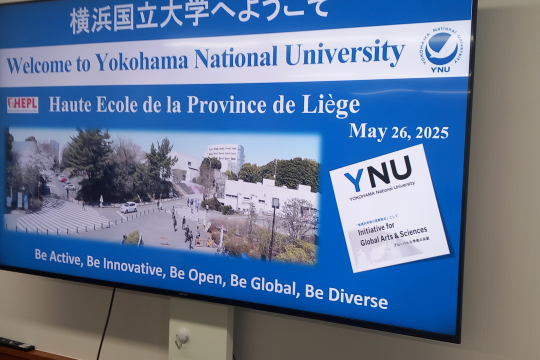 横浜国立大学へようこそ
Welcome to Yokohama National University
YNU
HEPL
Haute Ecole de la Province de Liège
May 26, 2025
YNU
YOKOHAMA National University
Initiative for
Global Arts & Sciences
Be Active, Be Innovative, Be Open, Be Global, Be Diverse